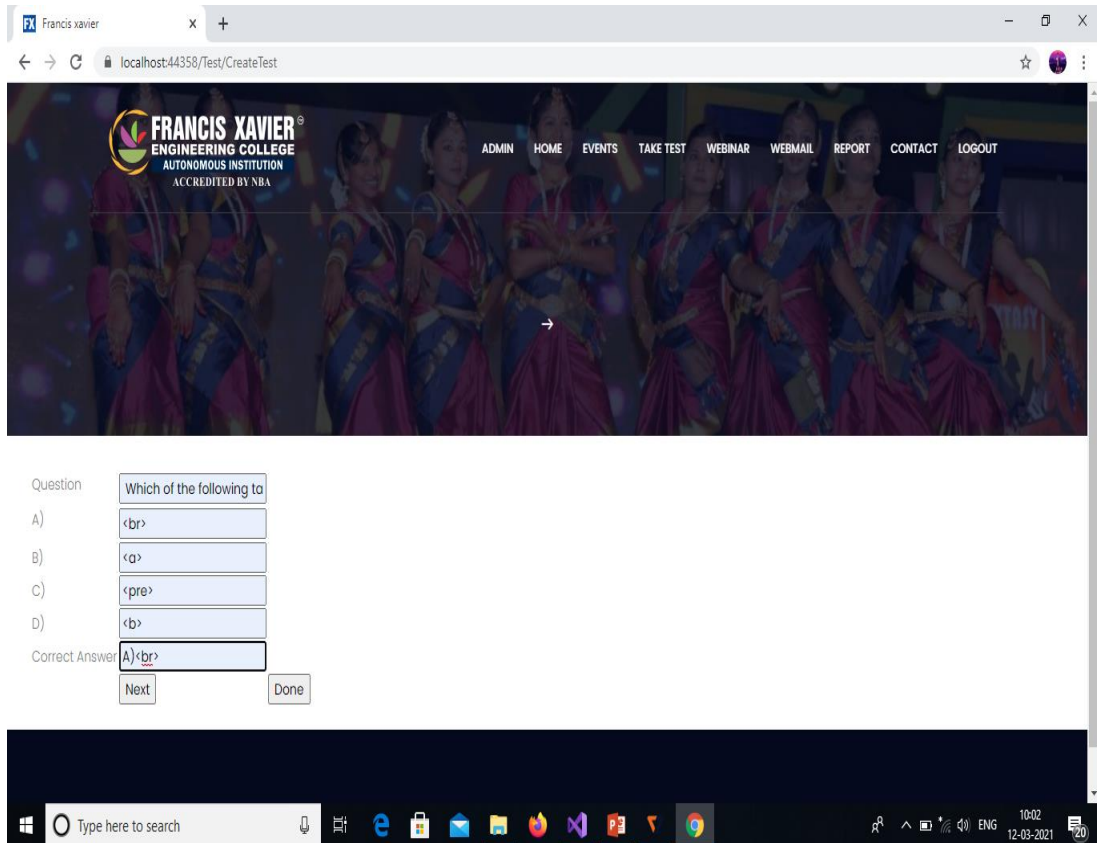 FX Francis xavier
localhost:44358/Test/CreateTest
FRANCIS XAVIER®
ENGINEERING COLLEGE
AUTONOMOUS INSTITUTION
ACCREDITED BY NBA
ADMIN HOME EVENTS TAKE TEST WEBINAR WEBMAIL REPORT CONTACT LOGOUT
Question Which of the following ta
A) <br>
B) <a>
C) <pre>
D) <b>
Correct Answer A)<br>
Next Done
Type here to search
ENG
10:02
12-03-2021
20